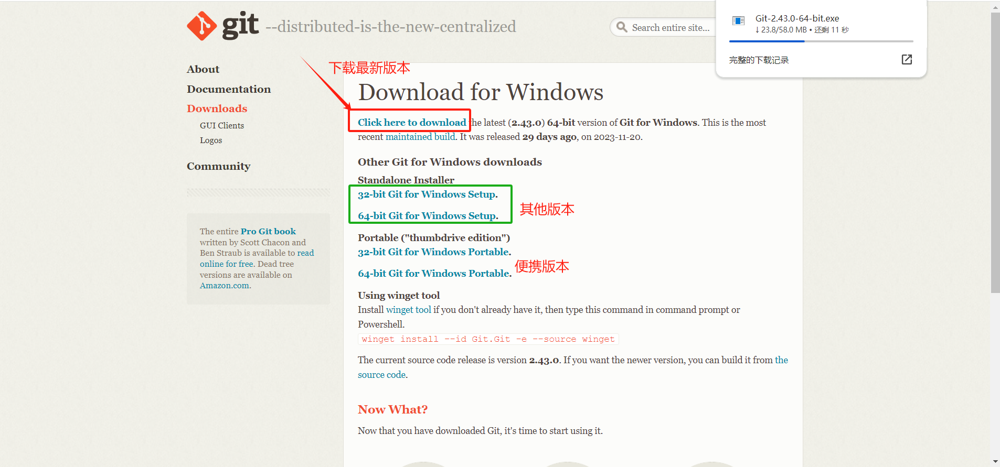 git --distributed-is-the-new-centralized
Search entire site...
Git-2.43.0-64-bit.exe
↓ 23.8/58.0 MB • 还剩 11 秒
完整的下载记录
About
Documentation
Downloads
GUI Clients
Logos
Community
The entire Pro Git book
written by Scott Chacon and
Ben Straub is available to read
online for free. Dead tree
versions are available on
Amazon.com.
下载最新版本
Download for Windows
Click here to download the latest (2.43.0) 64-bit version of Git for Windows. This is the most
recent maintained build. It was released 29 days ago, on 2023-11-20.
Other Git for Windows downloads
Standalone Installer
32-bit Git for Windows Setup.
64-bit Git for Windows Setup.
其他版本
Portable ("thumbdrive edition")
32-bit Git for Windows Portable.
64-bit Git for Windows Portable.
便携版本
Using winget tool
Install winget tool if you don't already have it, then type this command in command prompt or
Powershell.
winget install --id Git.Git -e --source winget
The current source code release is version 2.43.0. If you want the newer version, you can build it from the
source code.
Now What?
Now that you have downloaded Git, it's time to start using it.